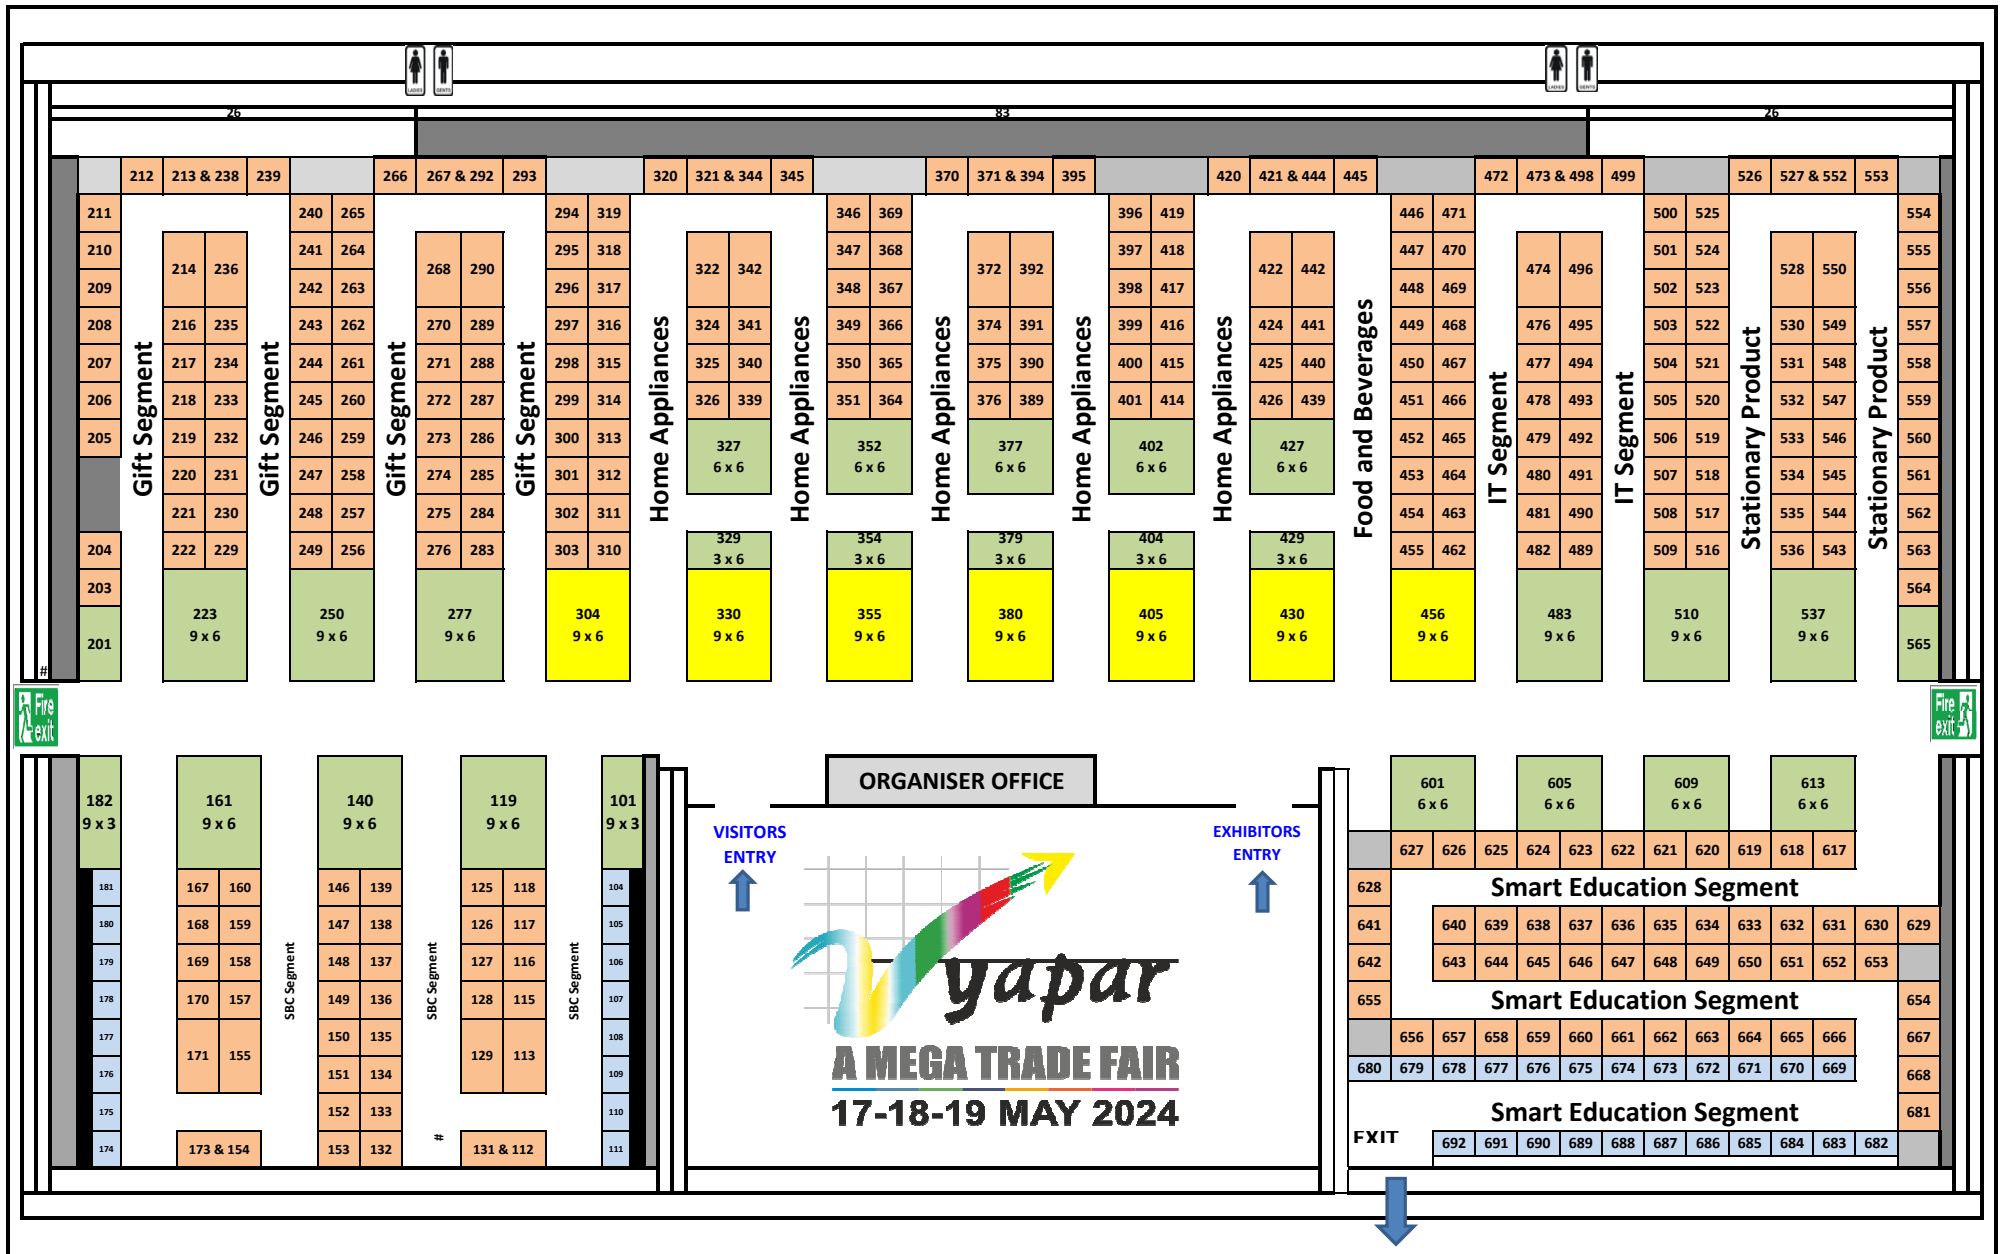 LADIES GENTS LADIES GENTS
26 83 26
212 213 & 238 239 266 267 & 292 293 320 321 & 344 345 370 371 & 394 395 420 421 & 444 445 472 473 & 498 499 526 527 & 552 553
211 240 265 294 319 346 369 396 419 446 471 500 525 554
210 241 264 295 318 347 368 397 418 447 470 501 524 555
214 236 268 290 322 342 372 392 422 442 474 496 528 550
209 242 263 296 317 348 367 398 417 448 469 502 523 556
208 216 235 243 262 270 289 297 316 324 341 349 366 374 391 399 416 424 441 449 468 476 495 503 522 530 549 557
207 217 234 244 261 271 288 298 315 325 340 350 365 375 390 400 415 425 440 450 467 477 494 504 521 531 548 558
206 218 233 245 260 272 287 299 314 326 339 351 364 376 389 401 414 426 439 451 466 478 493 505 520 532 547 559
205 219 232 246 259 273 286 300 313 327 352 377 402 427 452 465 479 492 506 519 533 546 560
6 x 6 6 x 6 6 x 6 6 x 6 6 x 6
220 231 247 258 274 285 301 312 453 464 480 491 507 518 534 545 561
221 230 248 257 275 284 302 311 454 463 481 490 508 517 535 544 562
204 222 229 249 256 276 283 303 310 329 354 379 404 429 455 462 482 489 509 516 536 543 563
3 x 6 3 x 6 3 x 6 3 x 6 3 x 6
Gift Segment
Gift Segment
Gift Segment
Gift Segment
Home Appliances
Home Appliances
Home Appliances
Home Appliances
Home Appliances
Food and Beverages
IT Segment
IT Segment
Stationary Product
Stationary Product
203 564
223 250 277 304 330 355 380 405 430 456 483 510 537
9 x 6 9 x 6 9 x 6 9 x 6 9 x 6 9 x 6 9 x 6 9 x 6 9 x 6 9 x 6 9 x 6 9 x 6 9 x 6
201 565
#
Fire
exit
Fire
exit
182 161 140 119 101
9 x 3 9 x 6 9 x 6 9 x 6 9 x 3
181 167 160 146 139 125 118 104
180 168 159 147 138 126 117 105
179 169 158 148 137 127 116 106
178 170 157 149 136 128 115 107
177 150 135 108
171 155 129 113
176 151 134 109
175 152 133 110
174 173 & 154 153 132 131 & 112 111
SBC Segment
SBC Segment
SBC Segment
#
ORGANISER OFFICE
VISITORS
ENTRY
EXHIBITORS
ENTRY
Vyapar
A MEGA TRADE FAIR
17-18-19 MAY 2024
601 605 609 613
6 x 6 6 x 6 6 x 6 6 x 6
627 626 625 624 623 622 621 620 619 618 617
628 Smart Education Segment
641 640 639 638 637 636 635 634 633 632 631 630 629
642 643 644 645 646 647 648 649 650 651 652 653
655 Smart Education Segment 654
656 657 658 659 660 661 662 663 664 665 666 667
680 679 678 677 676 675 674 673 672 671 670 669 668
Smart Education Segment 681
EXIT 692 691 690 689 688 687 686 685 684 683 682